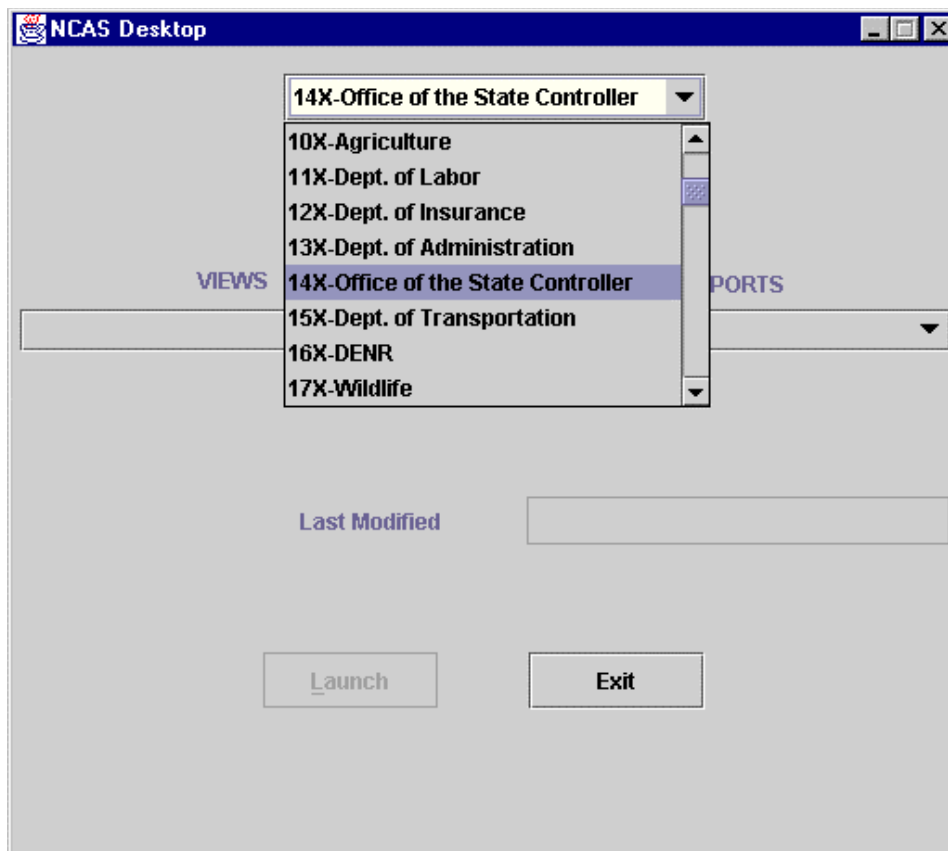 NCAS Desktop
14X-Office of the State Controller
10X-Agriculture
11X-Dept. of Labor
12X-Dept. of Insurance
13X-Dept. of Administration
14X-Office of the State Controller
15X-Dept. of Transportation
16X-DENR
17X-Wildlife
VIEWS
PORTS
Last Modified
Launch
Exit